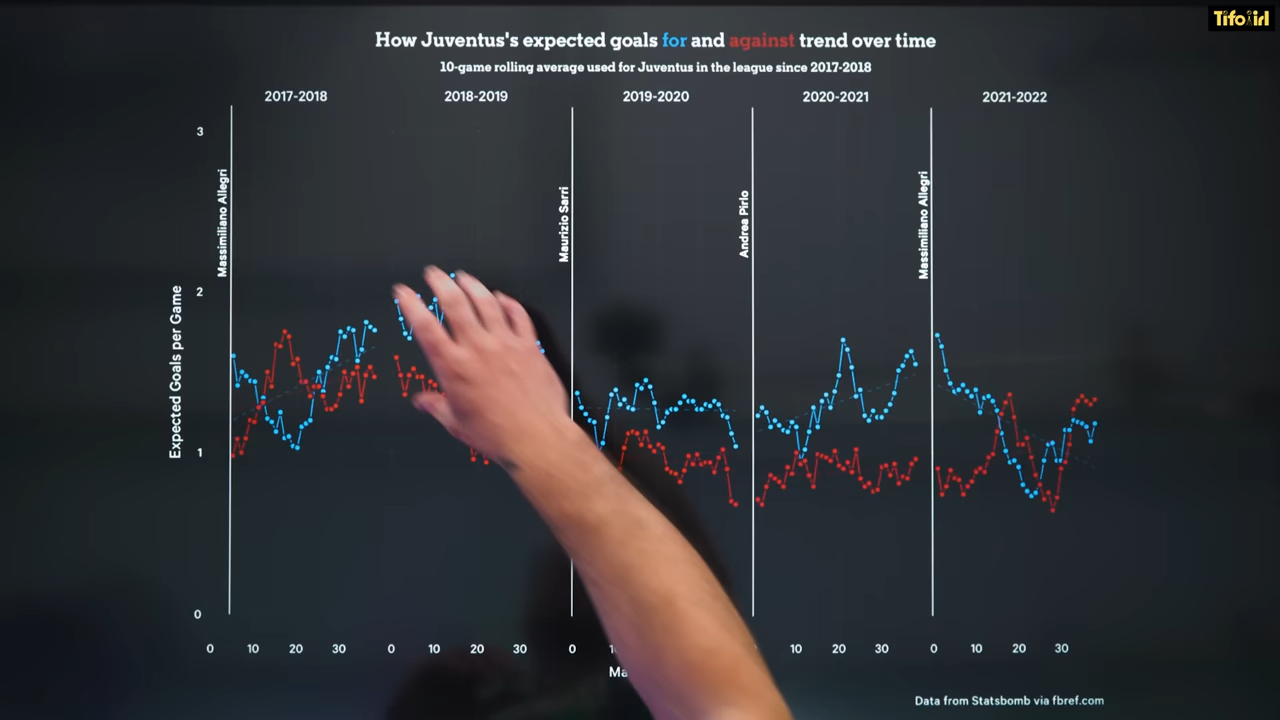 Tifo irl
How Juventus's expected goals for and against trend over time
10-game rolling average used for Juventus in the league since 2017-2018
2017-2018 2018-2019 2019-2020 2020-2021 2021-2022
Massimiliano Allegri
Maurizio Sarri
Andrea Pirlo
Massimiliano Allegri
Expected Goals per Game
3
2
1
0
0 10 20 30 0 10 20 30 0 10 20 30 0 10 20 30
Data from Statsbomb via fbref.com